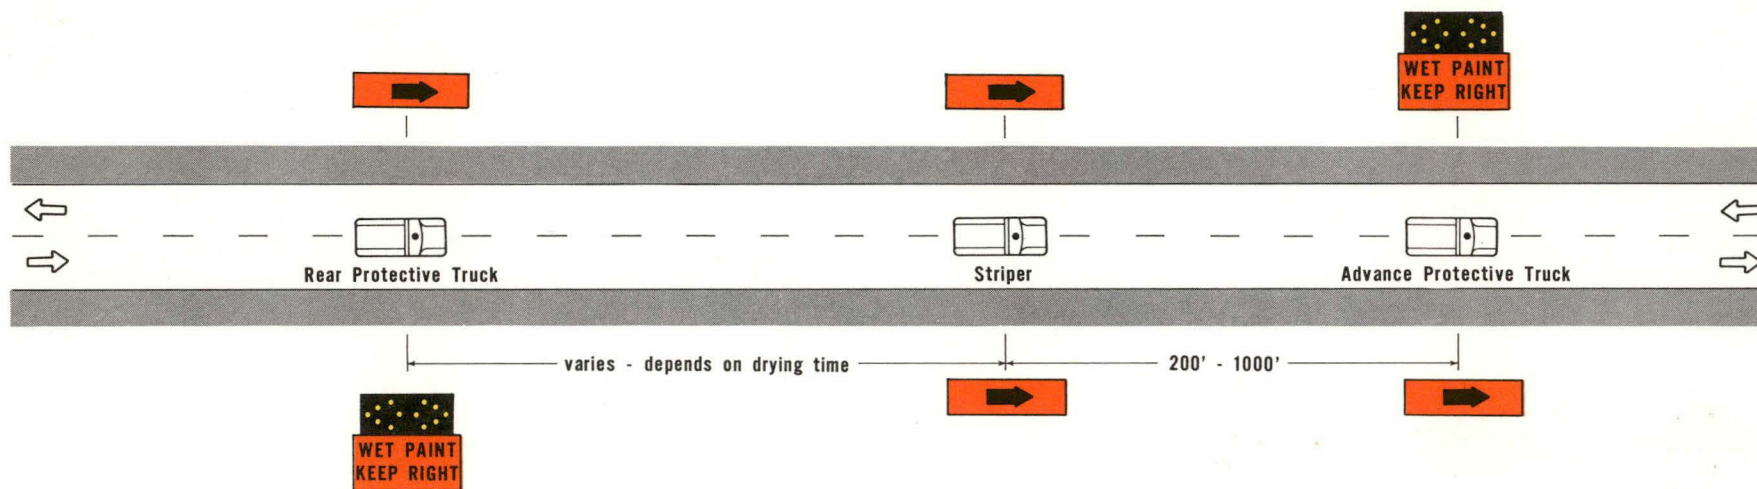 WET PAINT
KEEP RIGHT
Rear Protective Truck
Striper
Advance Protective Truck
varies - depends on drying time
200' - 1000'
WET PAINT
KEEP RIGHT